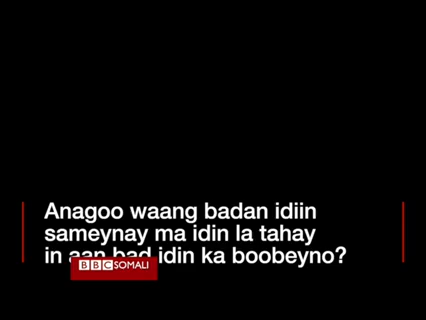 Anagoo waang badan idiin
sameynay ma idin la tahay
in aan bad idin ka boobeyno?
BBC SOMALI